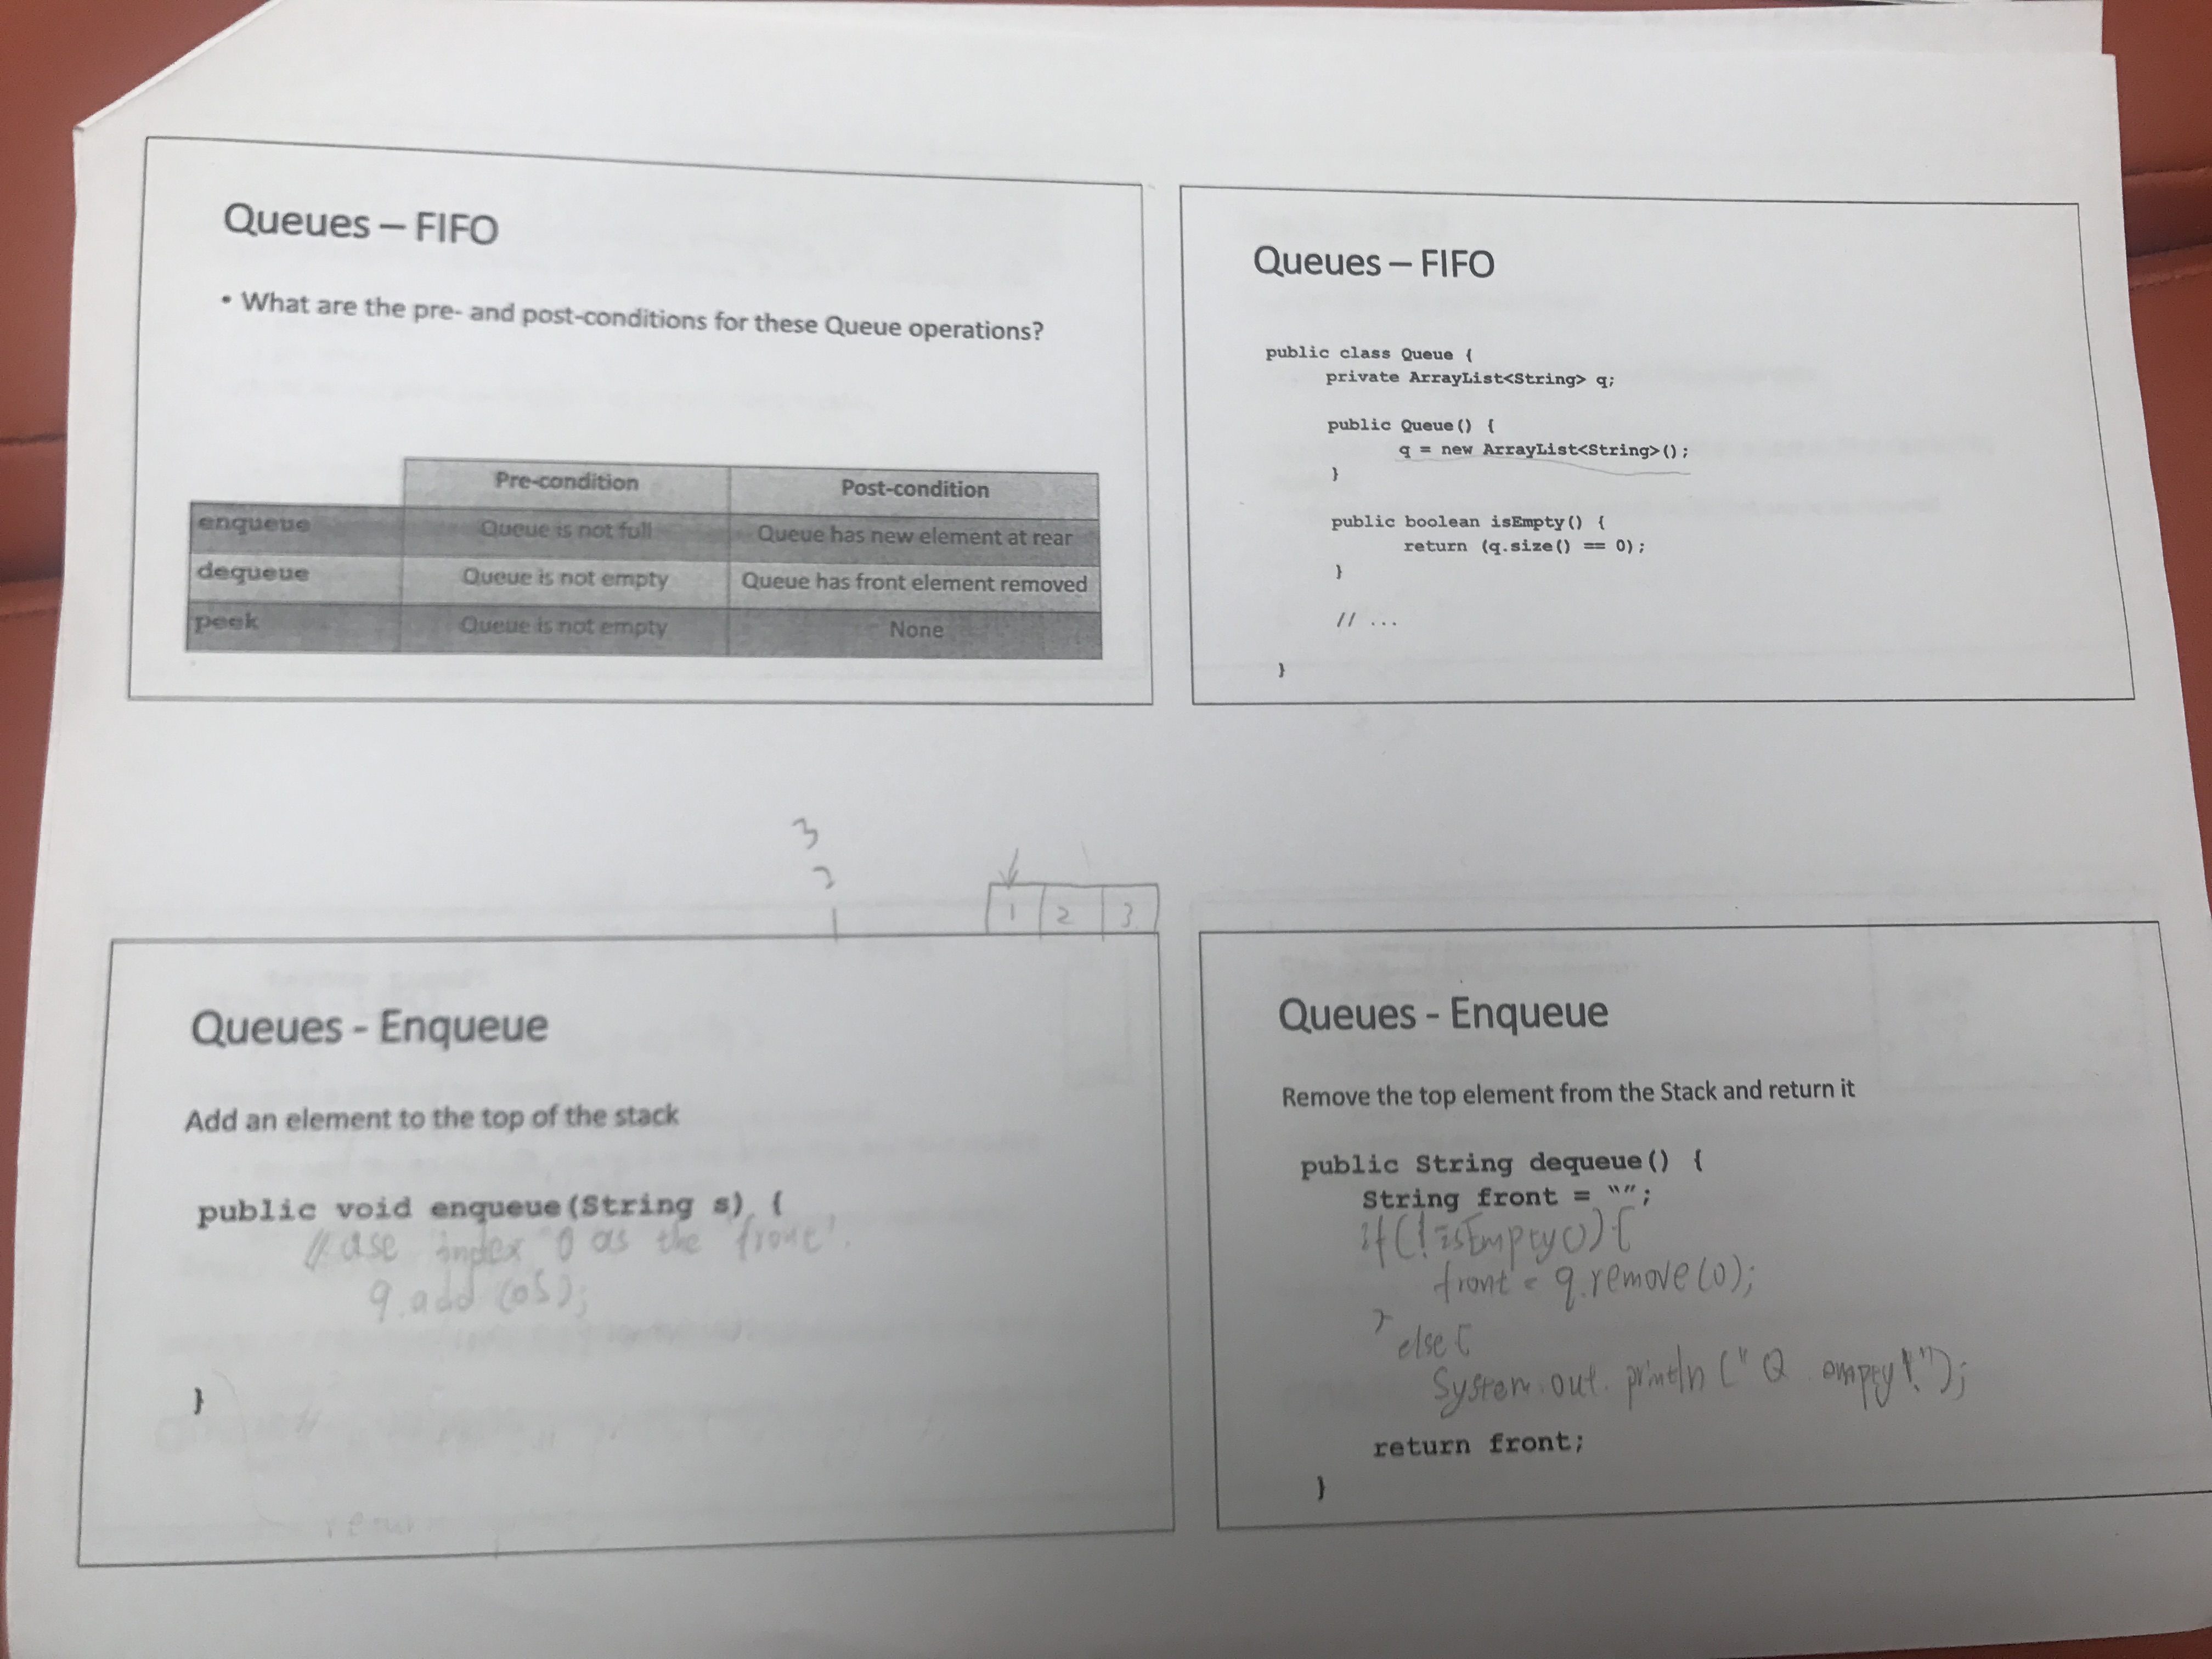 Queues – FIFO
• What are the pre- and post-conditions for these Queue operations?
Pre-condition Post-condition
enqueue Queue is not full Queue has new element at rear
dequeue Queue is not empty Queue has front element removed
peek Queue is not empty None
Queues – FIFO
public class Queue {
private ArrayList<String> q;
public Queue() {
q = new ArrayList<String>();
}
public boolean isEmpty() {
return (q.size() == 0);
}
// ...
}
3
2
1
1 2 3
Queues - Enqueue
Add an element to the top of the stack
public void enqueue(String s) {
// use index 0 as the
q.add
}
Queues - Enqueue
Remove the top element from the Stack and return it
public String dequeue() {
String front = “”;
if(!isEmpty()){
front = q.remove(0);
} else{
System.out.println("Q empty!");
return front;
}